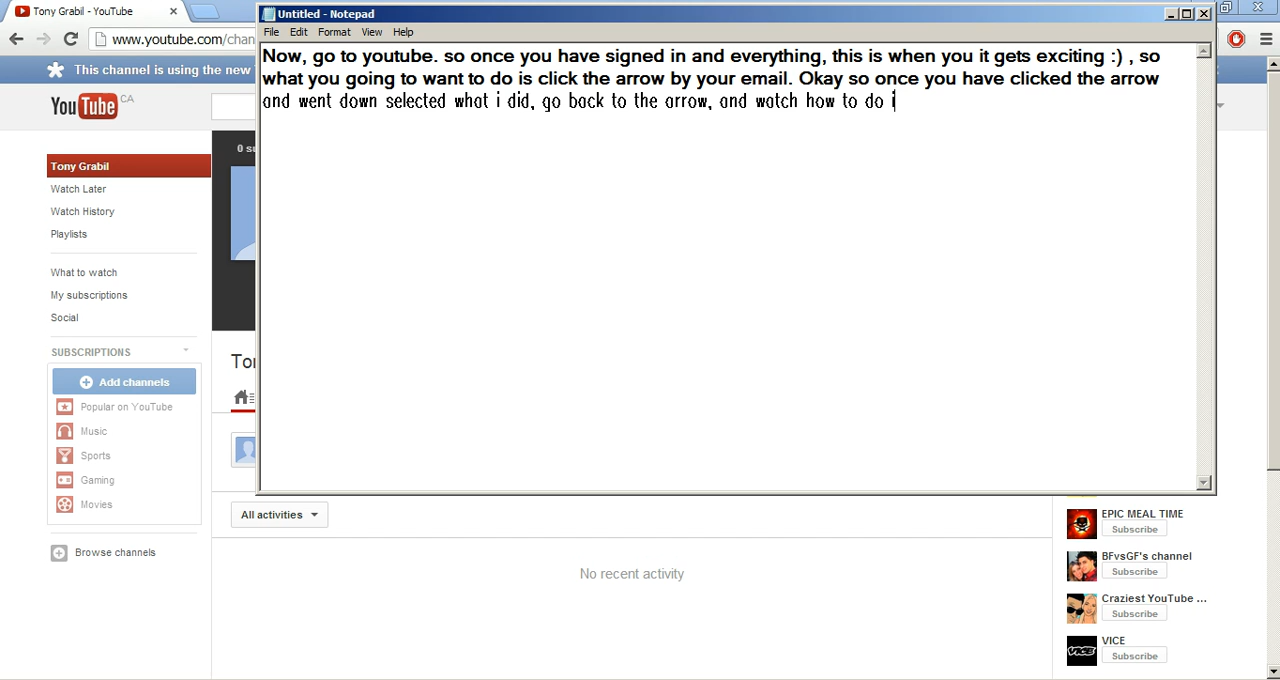 Tony Grabil - YouTube
www.youtube.com/chan
This channel is using the new
You Tube CA
Tony Grabil
Watch Later
Watch History
Playlists
What to watch
My subscriptions
Social
SUBSCRIPTIONS
Add channels
Popular on YouTube
Music
Sports
Gaming
Movies
Browse channels
Untitled - Notepad
File Edit Format View Help
Now, go to youtube. so once you have signed in and everything, this is when you it gets exciting :) , so
what you going to want to do is click the arrow by your email. Okay so once you have clicked the arrow
and went down selected what i did, go back to the arrow, and watch how to do i
0 su
Tor
All activities
No recent activity
EPIC MEAL TIME
Subscribe
BFvsGF's channel
Subscribe
Craziest YouTube ...
Subscribe
VICE
VICE
Subscribe